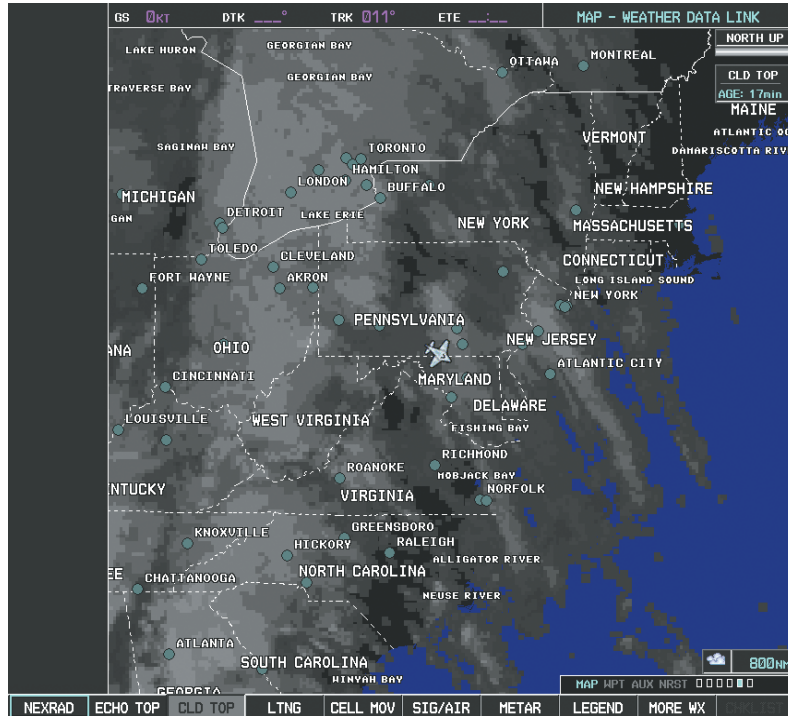 GS 0KT DTK ___° TRK 011° ETE __:__ MAP - WEATHER DATA LINK
NORTH UP
CLD TOP
AGE: 17min
LAKE HURON
GEORGIAN BAY
GEORGIAN BAY
OTTAWA
MONTREAL
TRAVERSE BAY
MAINE
ATLANTIC OC
VERMONT
DAMARISCOTTA RIV
SAGINAW BAY
TORONTO
HAMILTON
LONDON
BUFFALO
NEW HAMPSHIRE
MICHIGAN
GAN
DETROIT
LAKE ERIE
NEW YORK
MASSACHUSETTS
TOLEDO
CLEVELAND
CONNECTICUT
FORT WAYNE
AKRON
LONG ISLAND SOUND
NEW YORK
PENNSYLVANIA
ANA
OHIO
NEW JERSEY
ATLANTIC CITY
CINCINNATI
MARYLAND
DELAWARE
LOUISVILLE
WEST VIRGINIA
FISHING BAY
RICHMOND
ROANOKE
MOBJACK BAY
NTUCKY
VIRGINIA
NORFOLK
KNOXVILLE
GREENSBORO
HICKORY
RALEIGH
ALLIGATOR RIVER
EE
CHATTANOOGA
NORTH CAROLINA
NEUSE RIVER
ATLANTA
SOUTH CAROLINA
WINYAH BAY
GEORGIA
800NM
MAP WPT AUX NRST
NEXRAD ECHO TOP CLD TOP LTNG CELL MOV SIG/AIR METAR LEGEND MORE WX CHKLIST